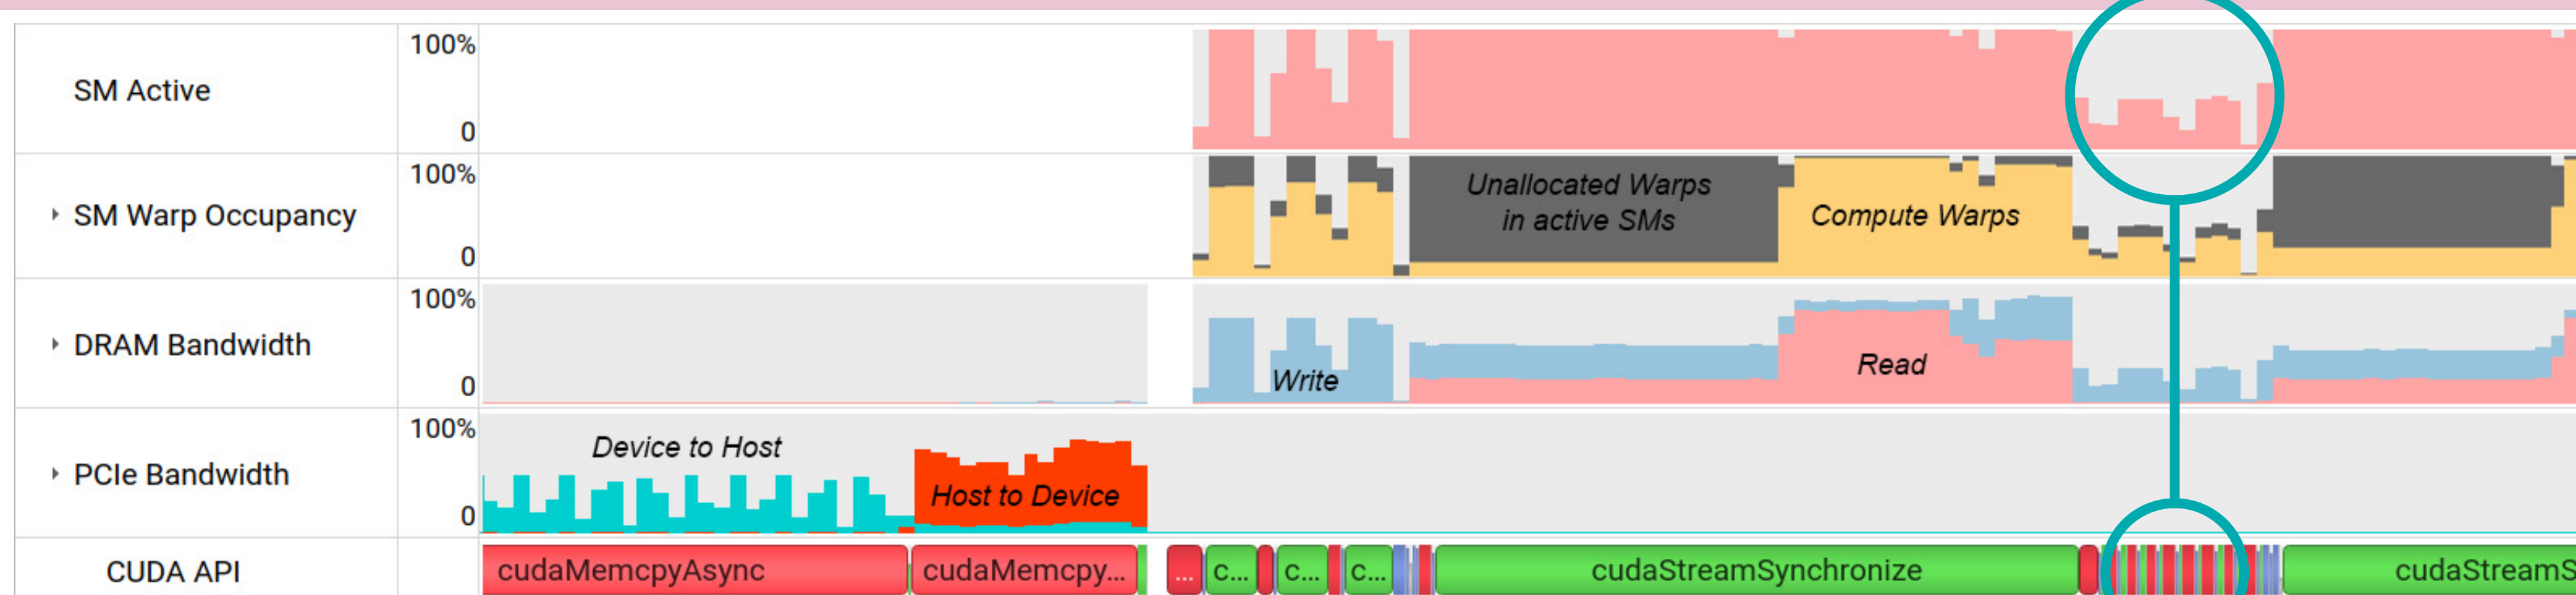 SM Active
100%
0
SM Warp Occupancy
100%
0
Unallocated Warps
in active SMs
Compute Warps
DRAM Bandwidth
100%
0
Write
Read
PCIe Bandwidth
100%
0
Device to Host
Host to Device
CUDA API
cudaMemcpyAsync
cudaMemcpy...
...
c...
c...
c...
cudaStreamSynchronize
cudaStreamS